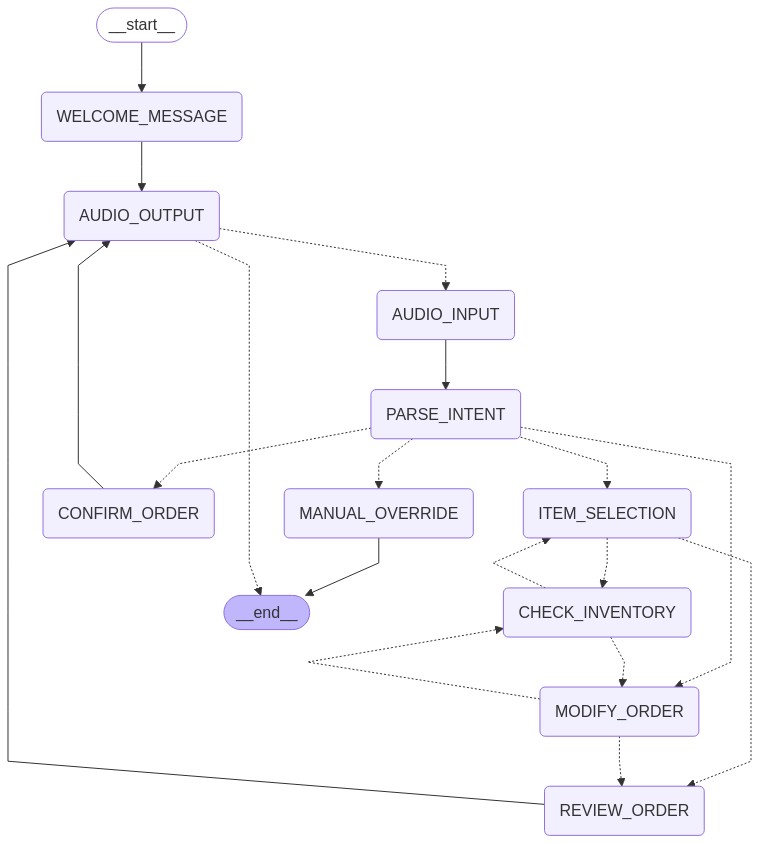 __start__
WELCOME_MESSAGE
AUDIO_OUTPUT
AUDIO_INPUT
PARSE_INTENT
CONFIRM_ORDER
MANUAL_OVERRIDE
ITEM_SELECTION
__end__
CHECK_INVENTORY
MODIFY_ORDER
REVIEW_ORDER